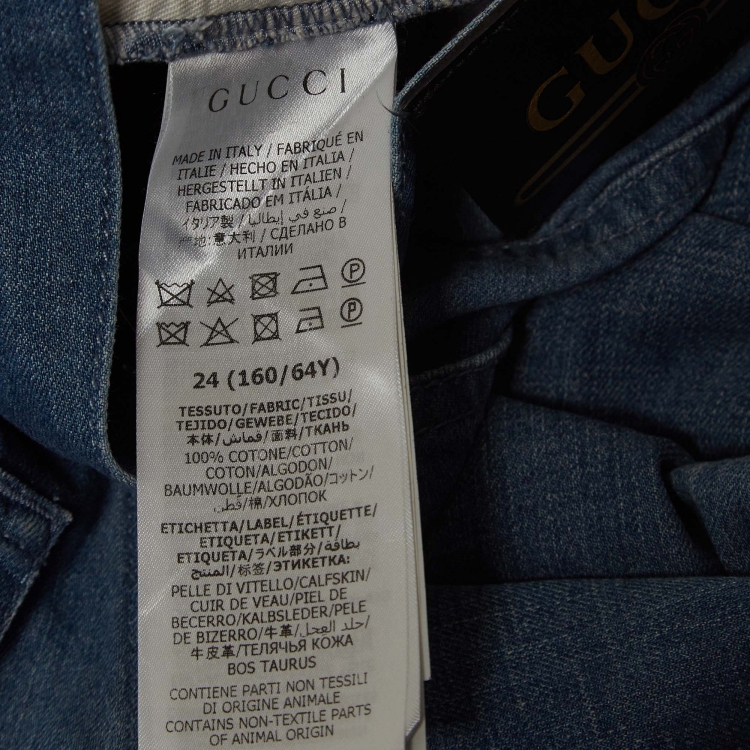 GUCCI
MADE IN ITALY / FABRIQUÉ EN
ITALIE / HECHO EN ITALIA /
HERGESTELLT IN ITALIEN /
FABRICADO EM ITÁLIA /
イタリア製 / صنع في إيطاليا /
产地:意大利 / СДЕЛАНО В
ИТАЛИИ
P
P
24 (160/64Y)
TESSUTO/FABRIC/TISSU/
TEJIDO/GEWEBE/TECIDO/
本体/قماش/面料/ТКАНЬ
100% COTONE/COTTON/
COTON/ALGODON/
BAUMWOLLE/ALGODÃO/コットン/
قطن/棉/ХЛОПОК
ETICHETTA/LABEL/ÉTIQUETTE/
ETIQUETA/ETIKETT/
ETIQUETA/ラベル部分/بطاقة
المنتج/标签/ЭТИКЕТКА:
PELLE DI VITELLO/CALFSKIN/
CUIR DE VEAU/PIEL DE
BECERRO/KALBSLEDER/PELE
DE BIZERRO/牛革/جلد العجل/
牛皮革/ТЕЛЯЧЬЯ КОЖА
BOS TAURUS
CONTIENE PARTI NON TESSILI
DI ORIGINE ANIMALE
CONTAINS NON-TEXTILE PARTS
OF ANIMAL ORIGIN
GUC